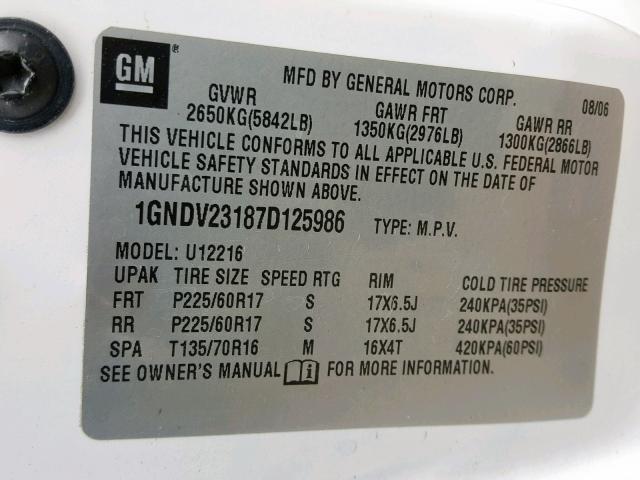 GM
MFD BY GENERAL MOTORS CORP. 08/06
GVWR GAWR FRT GAWR RR
2650KG(5842LB) 1350KG(2976LB) 1300KG(2866LB)
THIS VEHICLE CONFORMS TO ALL APPLICABLE U.S. FEDERAL MOTOR
VEHICLE SAFETY STANDARDS IN EFFECT ON THE DATE OF
MANUFACTURE SHOWN ABOVE.
1GNDV23187D125986 TYPE: M.P.V.
MODEL: U12216
UPAK TIRE SIZE SPEED RTG RIM COLD TIRE PRESSURE
FRT P225/60R17 S 17X6.5J 240KPA(35PSI)
RR P225/60R17 S 17X6.5J 240KPA(35PSI)
SPA T135/70R16 M 16X4T 420KPA(60PSI)
SEE OWNER'S MANUAL i FOR MORE INFORMATION.